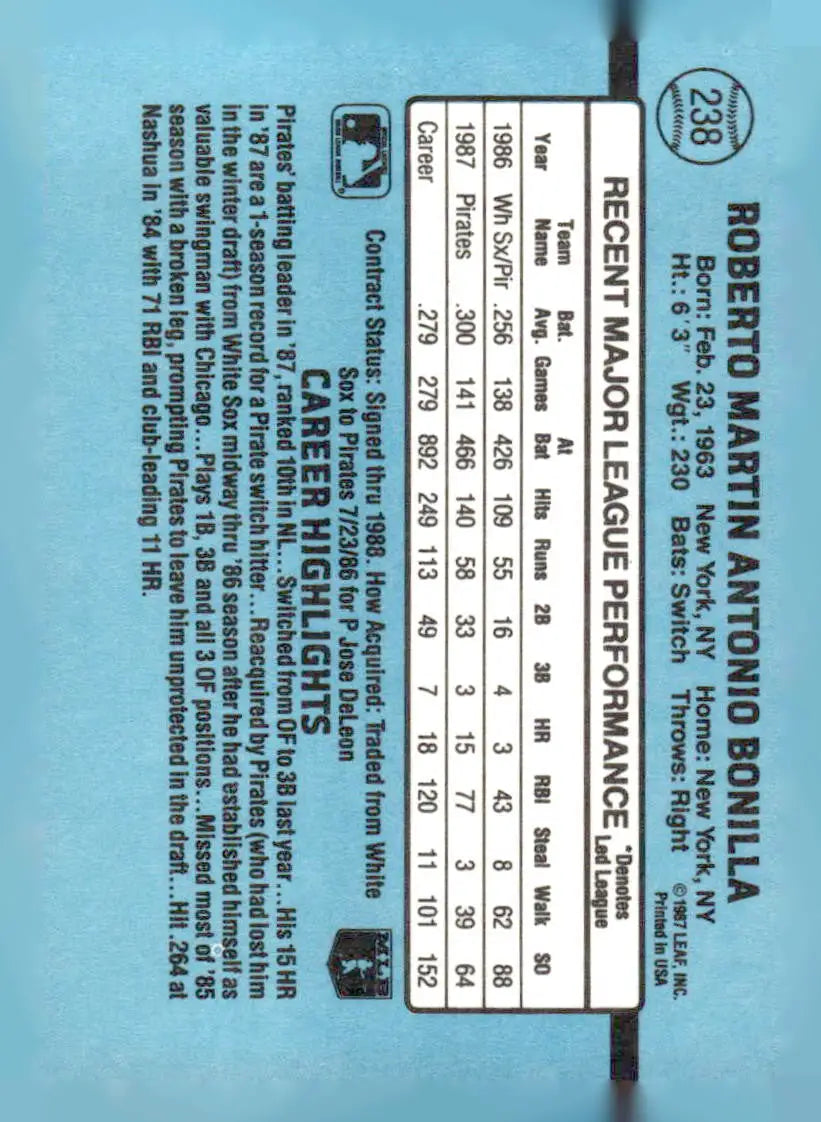 238
ROBERTO MARTIN ANTONIO BONILLA
Born: Feb. 23, 1963 New York, NY Home: New York, NY
Ht.: 6'3" Wgt.: 230 Bats: Switch Throws: Right
©1987 LEAF, INC.
Printed in USA
RECENT MAJOR LEAGUE PERFORMANCE *Denotes Led League
Year Team Name Bat. Avg. Games At Bat Hits Runs 2B 3B HR RBI Steal Walk SO
1986 Wh Sx/Pir .256 138 426 109 55 16 4 3 43 8 62 88
1987 Pirates .300 141 466 140 58 33 3 15 77 3 39 64
Career .279 279 892 249 113 49 7 18 120 11 101 152
Contract Status: Signed thru 1988. How Acquired: Traded from White
Sox to Pirates 7/23/86 for P Jose DeLeon
MLB
CAREER HIGHLIGHTS
Pirates' batting leader in '87, ranked 10th in NL... Switched from OF to 3B last year... His 15 HR
in '87 are a 1-season record for a Pirate switch hitter... Reacquired by Pirates (who had lost him
in the winter draft) from White Sox midway thru '86 season after he had established himself as
valuable swingman with Chicago... Plays 1B, 3B and all 3 OF positions... Missed most of '85
season with a broken leg, prompting Pirates to leave him unprotected in the draft... Hit .264 at
Nashua in '84 with 71 RBI and club-leading 11 HR.